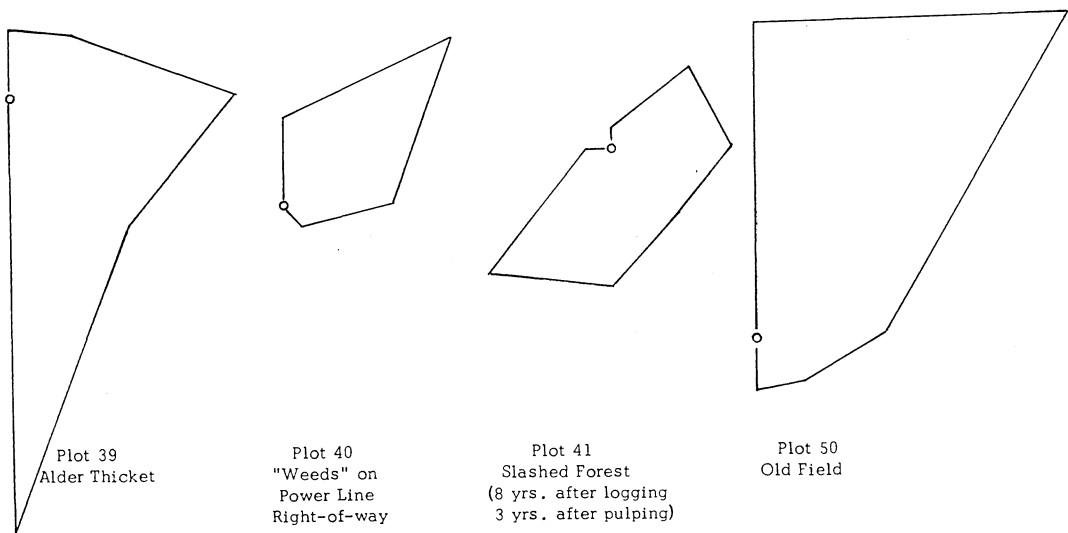 Plot 39
Alder Thicket
Plot 40
"Weeds" on
Power Line
Right-of-way
Plot 41
Slashed Forest
(8 yrs. after logging
3 yrs. after pulping)
Plot 50
Old Field